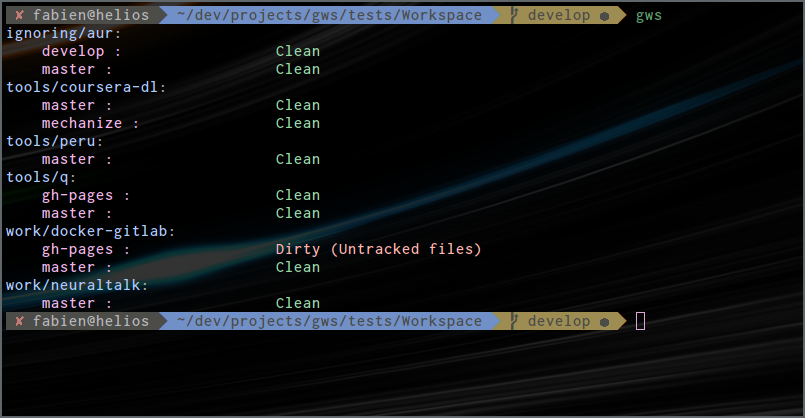 ✘ fabien@helios ~/dev/projects/gws/tests/Workspace develop ● gws
ignoring/aur:
develop : Clean
master : Clean
tools/coursera-dl:
master : Clean
mechanize : Clean
tools/peru:
master : Clean
tools/q:
gh-pages : Clean
master : Clean
work/docker-gitlab:
gh-pages : Dirty (Untracked files)
master : Clean
work/neuraltalk:
master : Clean
✘ fabien@helios ~/dev/projects/gws/tests/Workspace develop ●